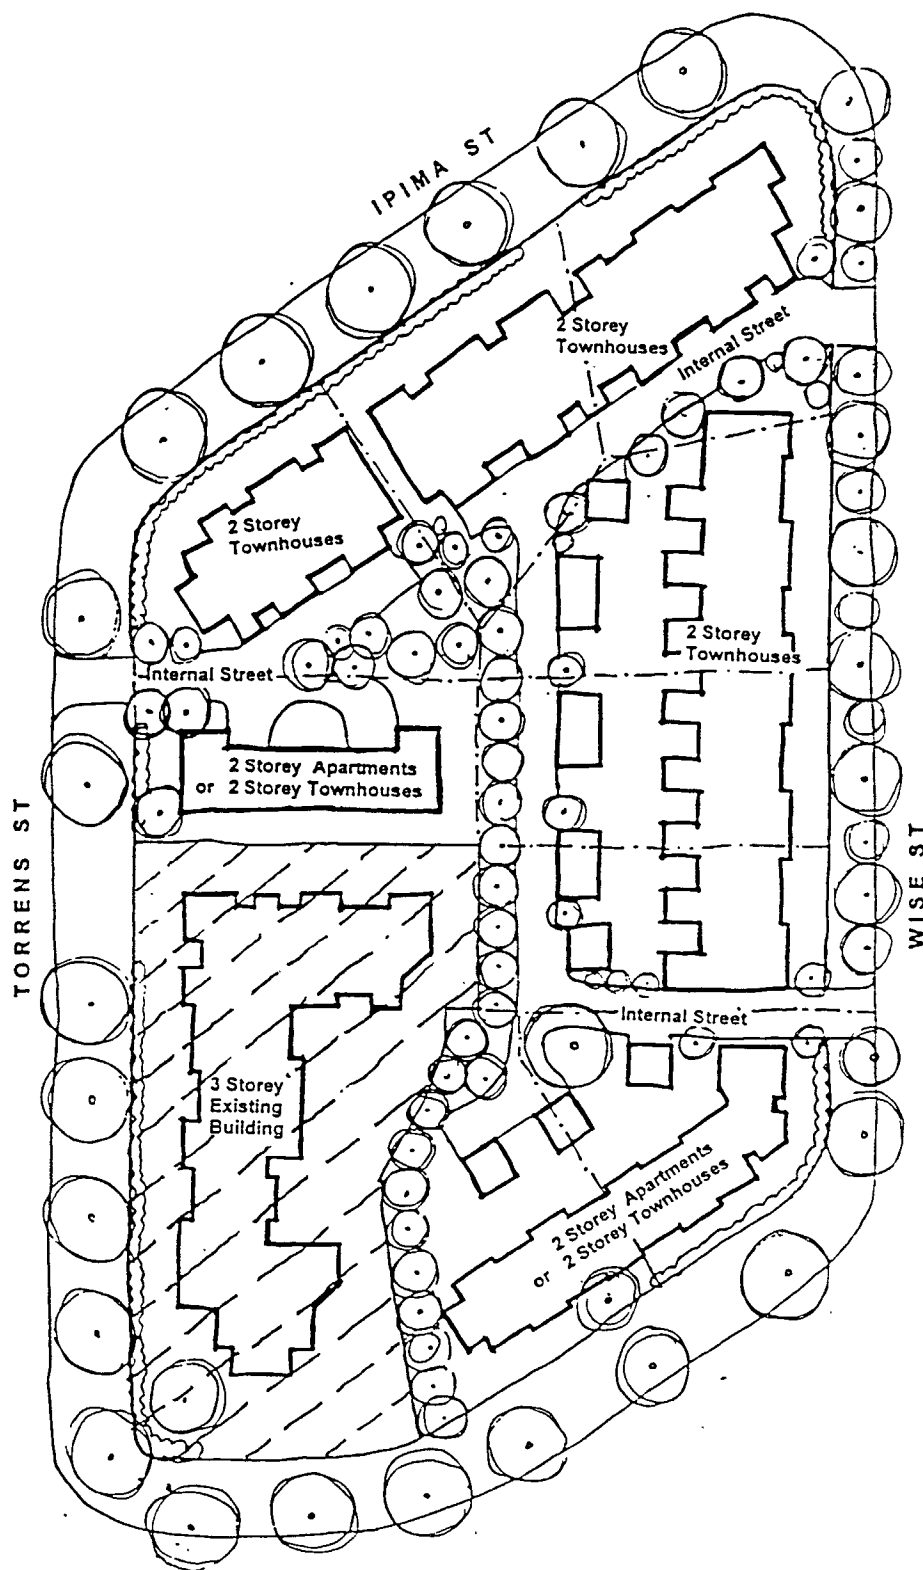 IPIMA ST
2 Storey
Townhouses
Internal Street
2 Storey
Townhouses
2 Storey
Townhouses
Internal Street
2 Storey Apartments
or 2 Storey Townhouses
TORRENS ST
WISE ST
Internal Street
3 Storey
Existing
Building
2 Storey Apartments
or 2 Storey Townhouses